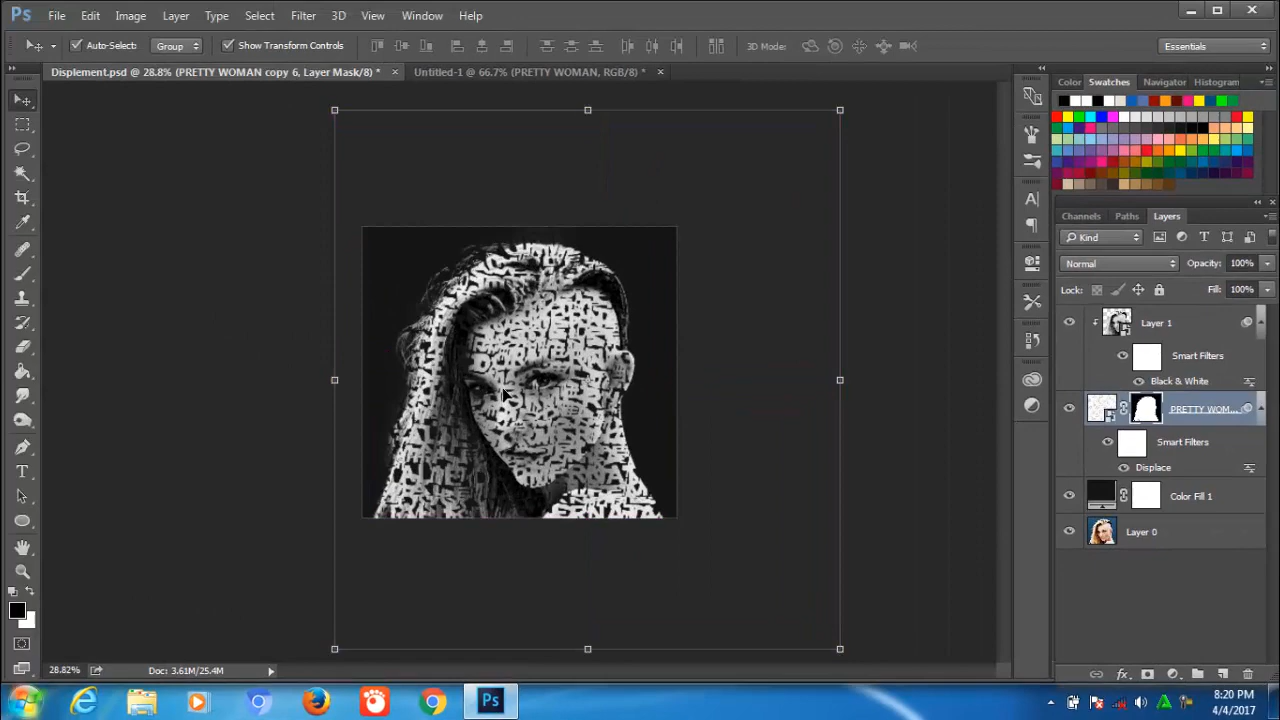 Ps File Edit Image Layer Type Select Filter 3D View Window Help
Auto-Select: Group Show Transform Controls 3D Mode: Essentials
Displement.psd @ 28.8% (PRETTY WOMAN copy 6, Layer Mask/8) * × Untitled-1 @ 66.7% (PRETTY WOMAN, RGB/8) * ×
Color Swatches Navigator Histogram
Channels Paths Layers
Kind
Normal Opacity: 100%
Lock: Fill: 100%
Layer 1
Smart Filters
Black & White
PRETTY WOM...
Smart Filters
Displace
Color Fill 1
Layer 0
28.82% Doc: 3.61M/25.4M
8:20 PM
4/4/2017